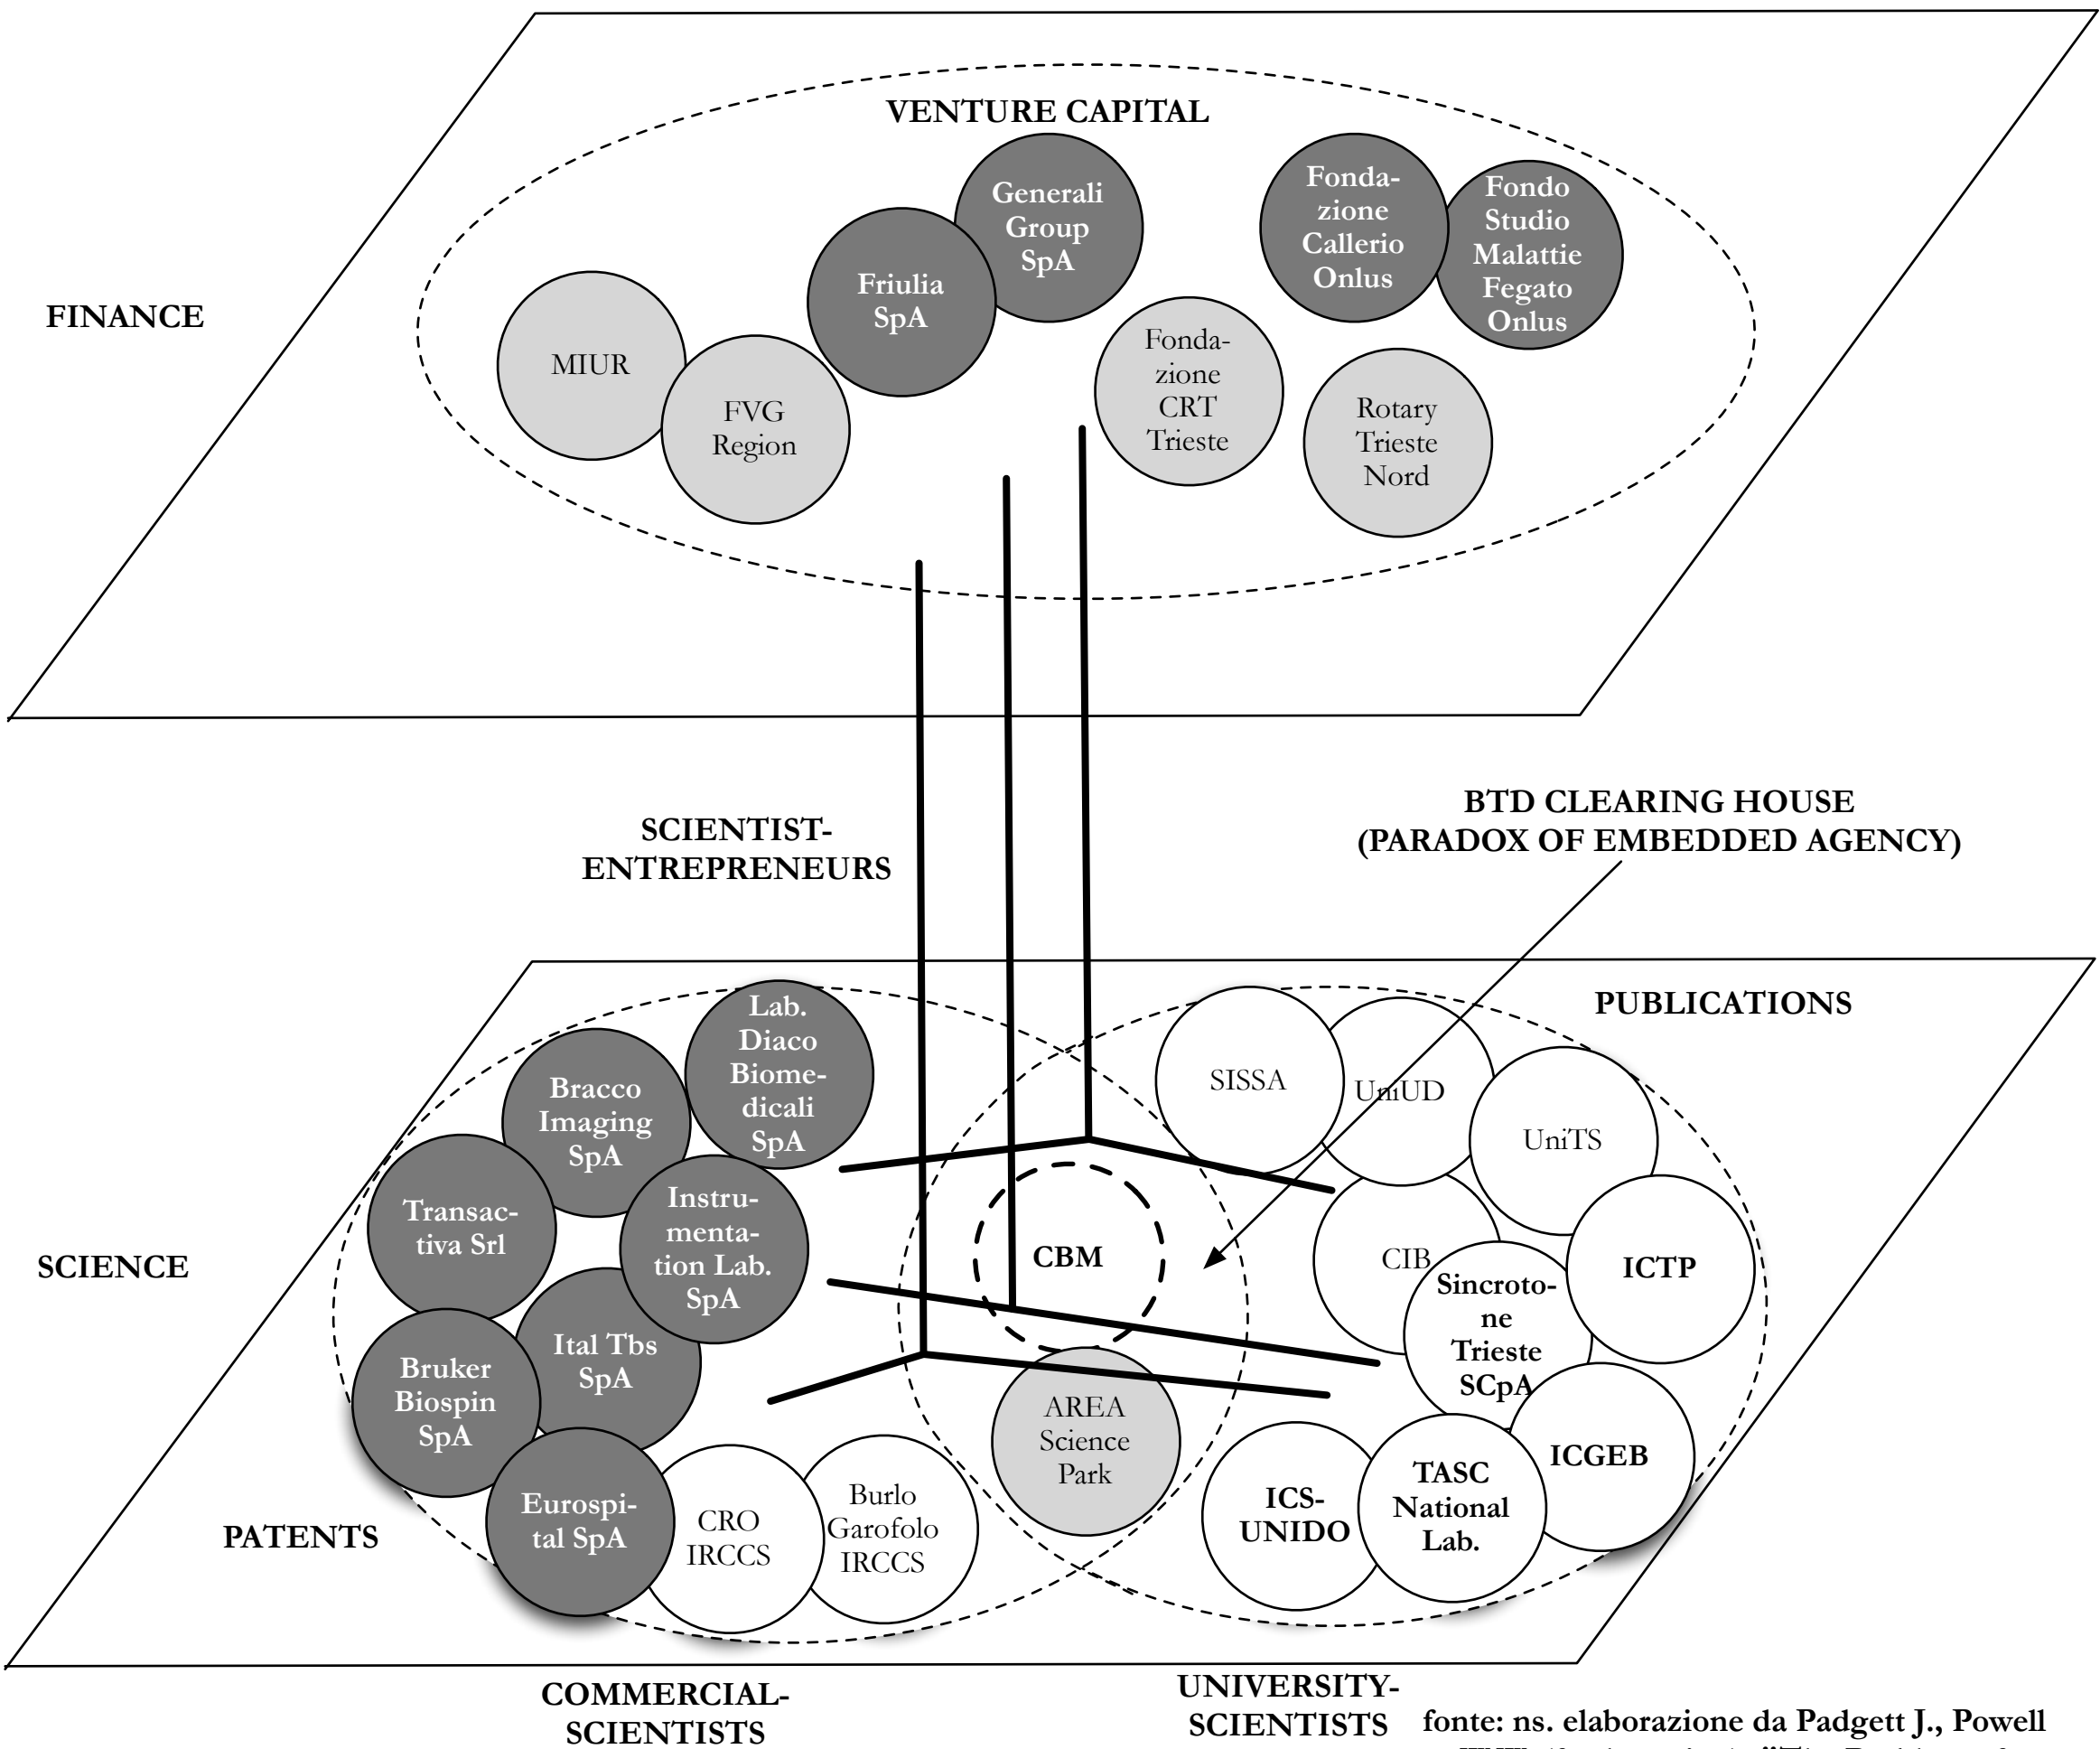 VENTURE CAPITAL
Generali
Group
SpA
Fonda-
zione
Callerio
Onlus
Fondo
Studio
Malattie
Fegato
Onlus
Friulia
SpA
FINANCE
MIUR
FVG
Region
Fonda-
zione
CRT
Trieste
Rotary
Trieste
Nord
SCIENTIST-
ENTREPRENEURS
BTD CLEARING HOUSE
(PARADOX OF EMBEDDED AGENCY)
PUBLICATIONS
Lab.
Diaco
Biome-
dicali
SpA
Bracco
Imaging
SpA
SISSA
UniUD
UniTS
Transac-
tiva Srl
Instru-
menta-
tion Lab.
SpA
SCIENCE
CBM
CIB
ICTP
Sincroto-
ne
Trieste
SCpA
Ital Tbs
SpA
Bruker
Biospin
SpA
AREA
Science
Park
ICGEB
Eurospi-
tal SpA
CRO
IRCCS
Burlo
Garofolo
IRCCS
ICS-
UNIDO
TASC
National
Lab.
PATENTS
COMMERCIAL-
SCIENTISTS
UNIVERSITY-
SCIENTISTS
fonte: ns. elaborazione da Padgett J., Powell